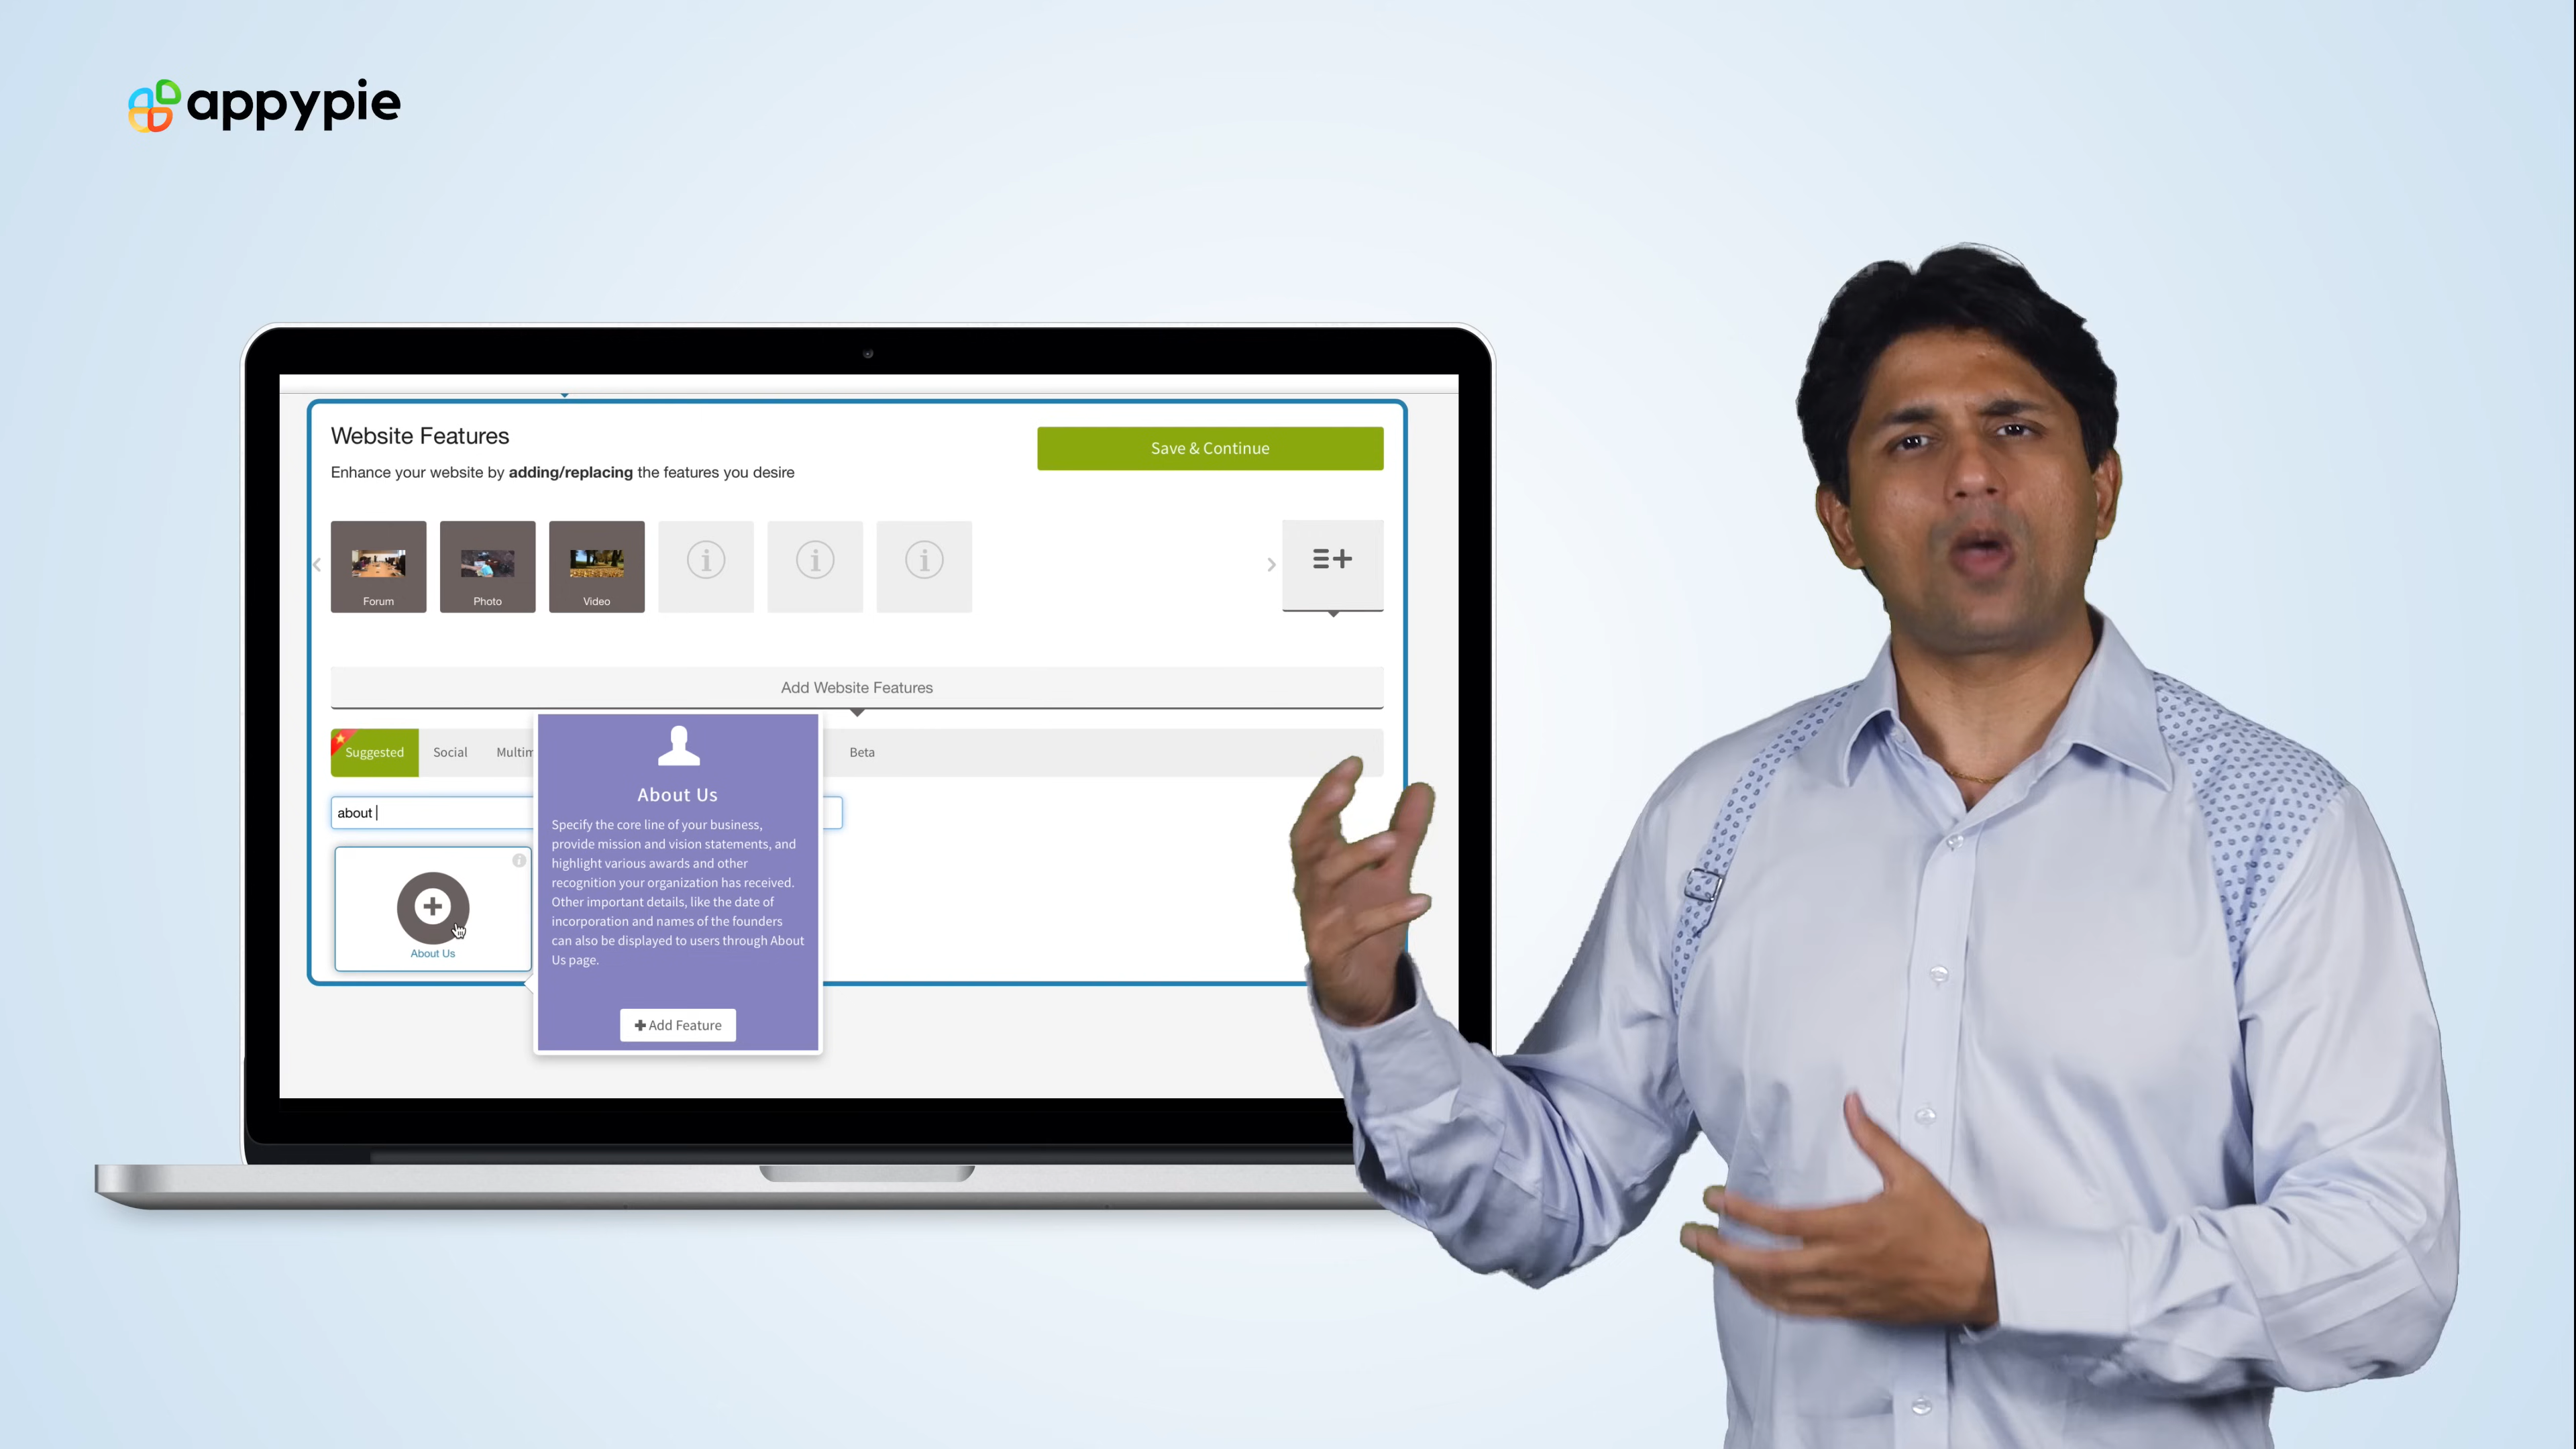 appypie
Website Features
Save & Continue
Enhance your website by adding/replacing the features you desire
Forum
Photo
Video
Add Website Features
Suggested
Social
Beta
about
About Us
About Us
Specify the core line of your business,
provide mission and vision statements, and
highlight various awards and other
recognition your organization has received.
Other important details, like the date of
incorporation and names of the founders
can also be displayed to users through About
Us page.
Add Feature